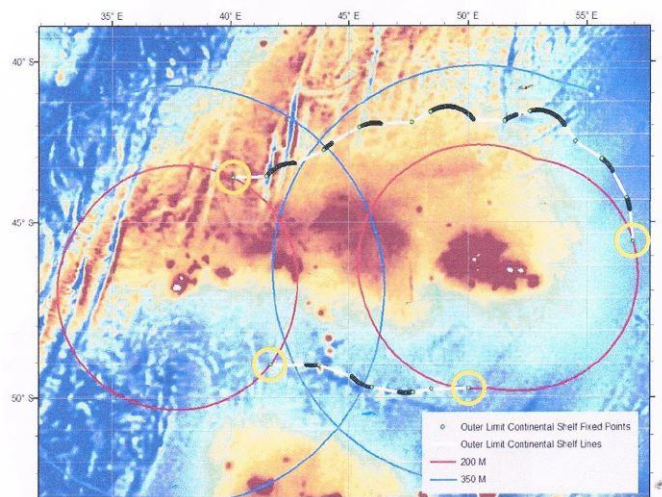 35° E
40° E
45° E
50° E
55° E
40° S
45° S
50° S
Outer Limit Continental Shelf Fixed Points
Outer Limit Continental Shelf Lines
200 M
350 M